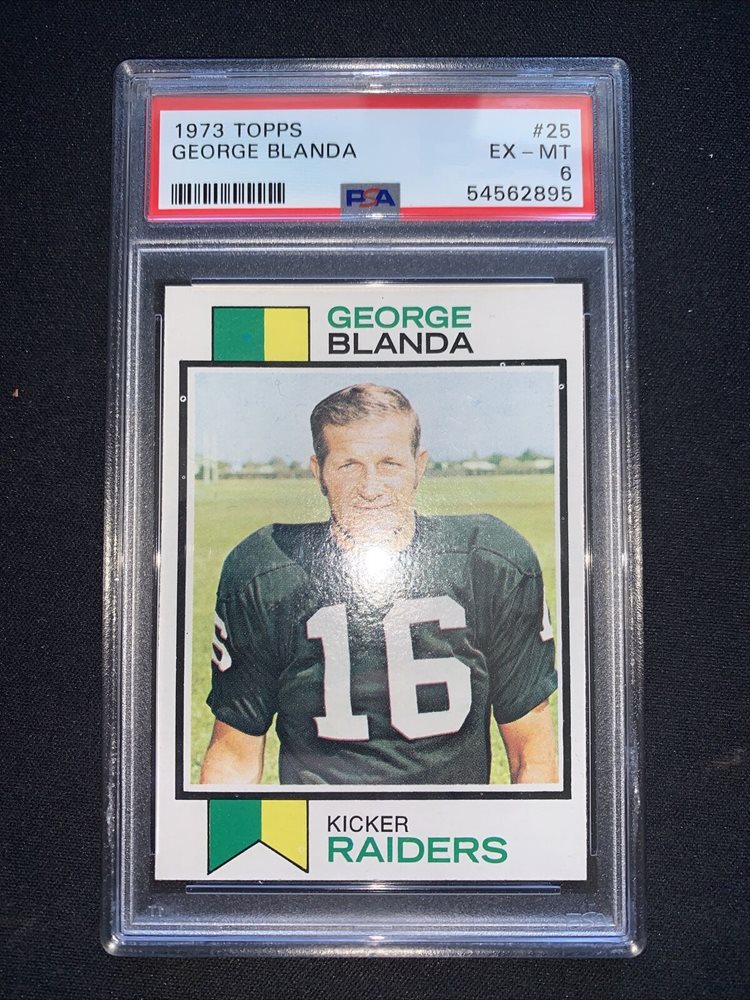 1973 TOPPS #25
GEORGE BLANDA EX - MT
6
PSA 54562895
GEORGE
BLANDA
16
KICKER
RAIDERS